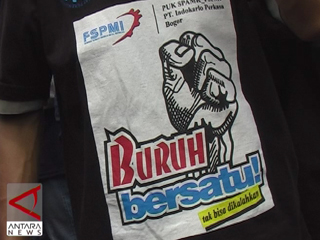 FSPMI
PUK SPAMK
PT. Indokarlo Perkasa
Bogor
BURUH
bersatu!
tak bisa dikalahkan
ANTARA
NEWS